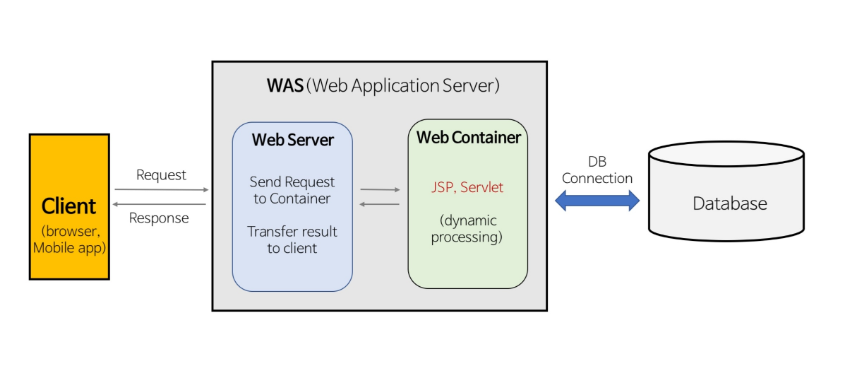 WAS(Web Application Server)
Web Server
Send Request
to Container
Transfer result
to client
Web Container
JSP, Servlet
(dynamic
processing)
Client
(browser,
Mobile app)
Request
Response
DB
Connection
Database